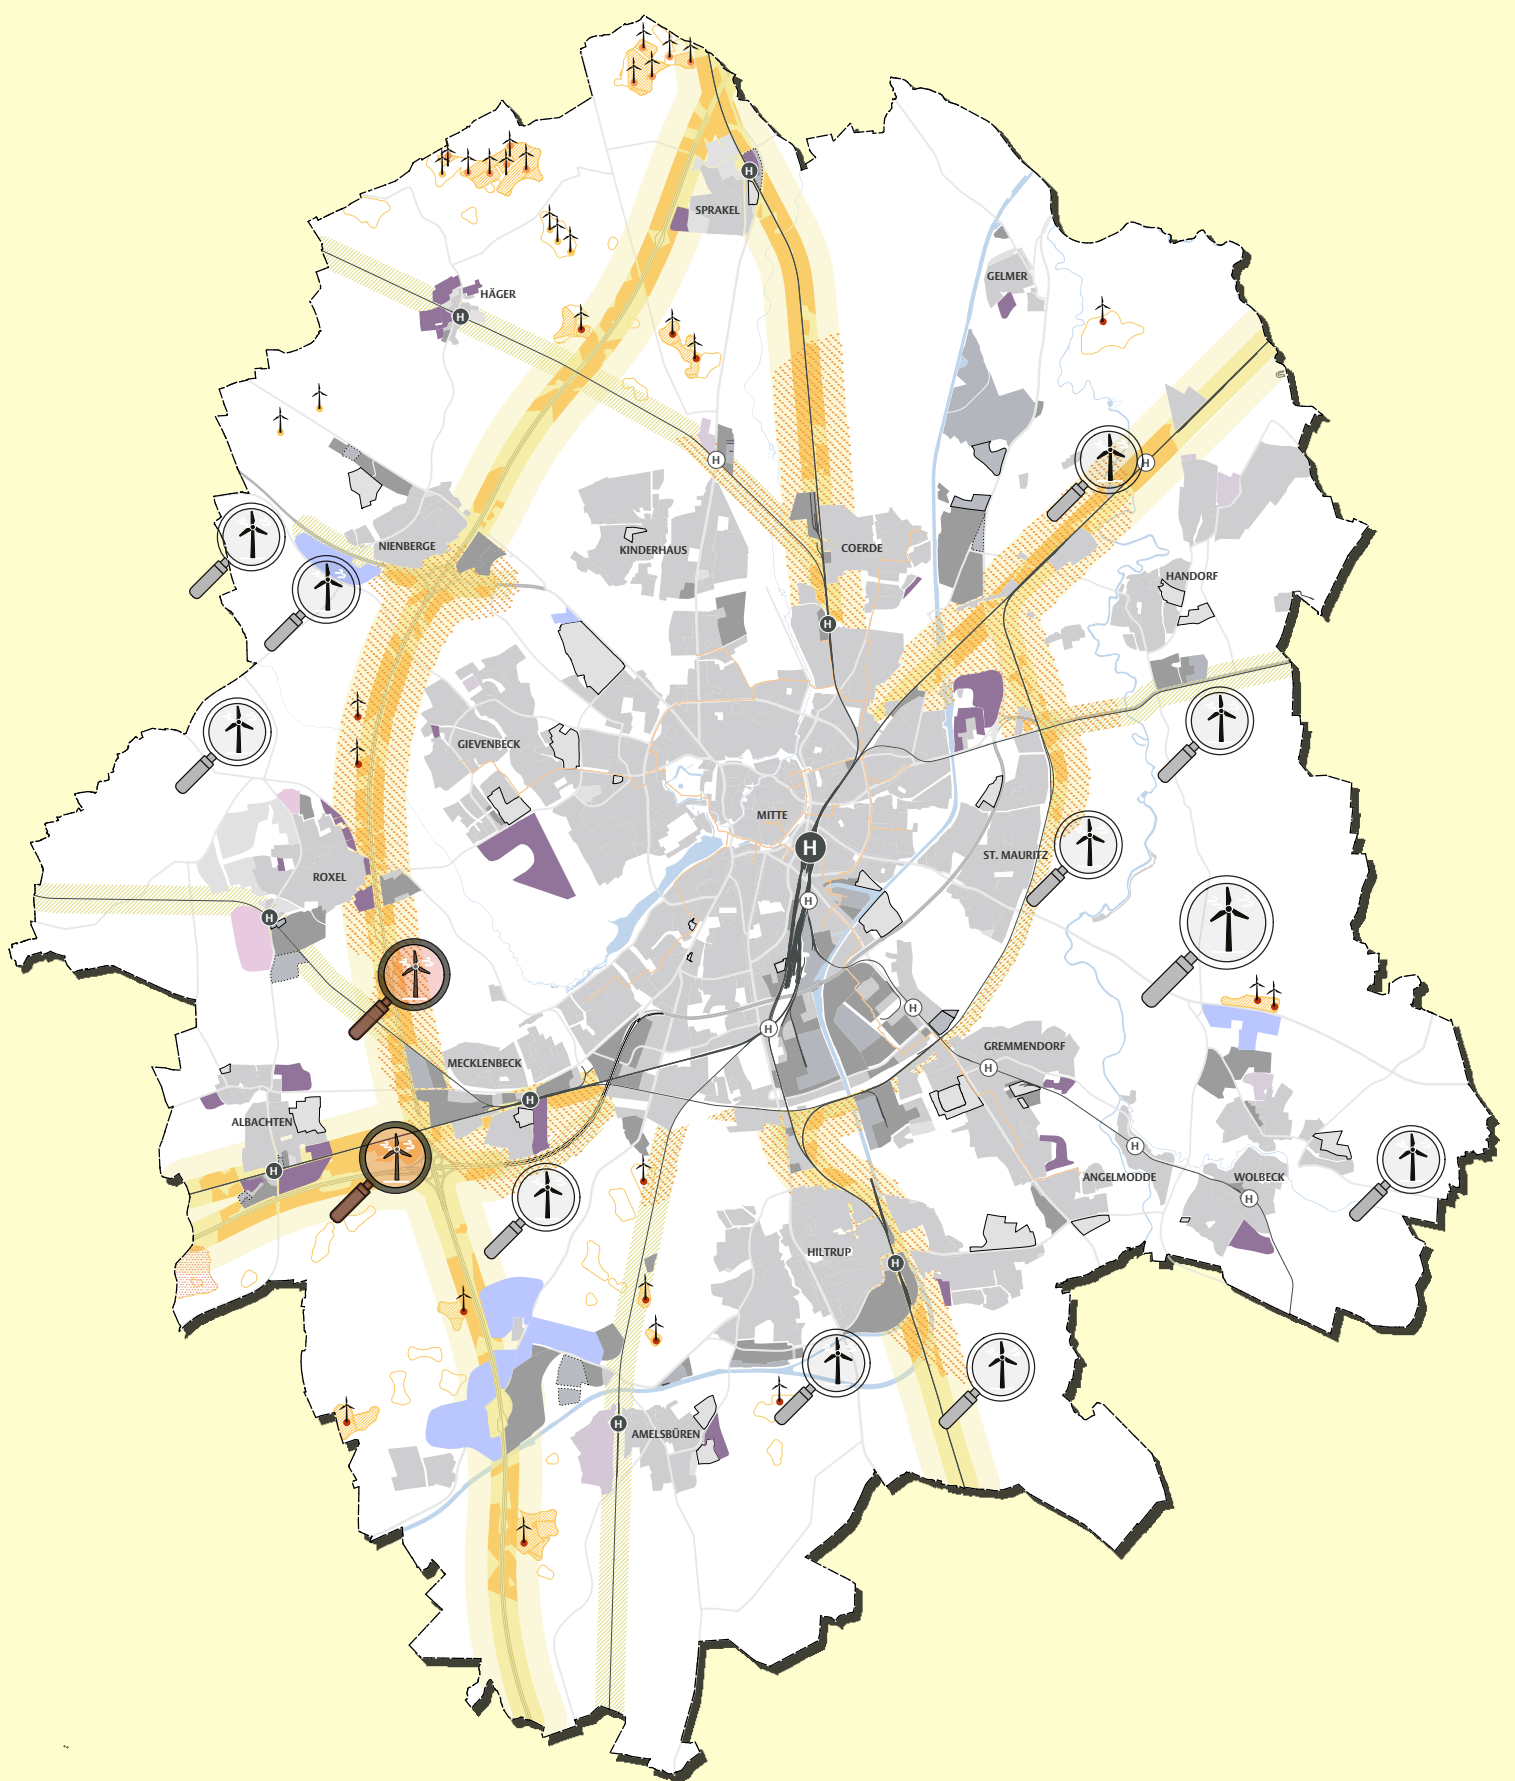 H
SPRAKEL
GELMER
HÄGER
H
H
H
NIENBERGE
KINDERHAUS
COERDE
HANDORF
H
GIEVENBECK
MITTE
H
ST. MAURITZ
ROXEL
H
H
H
H
GREMMENDORF
MECKLENBECK
H
H
ALBACHTEN
H
H
ANGELMODDE
WOLBECK
H
HILTRUP
H
H
AMELSBÜREN